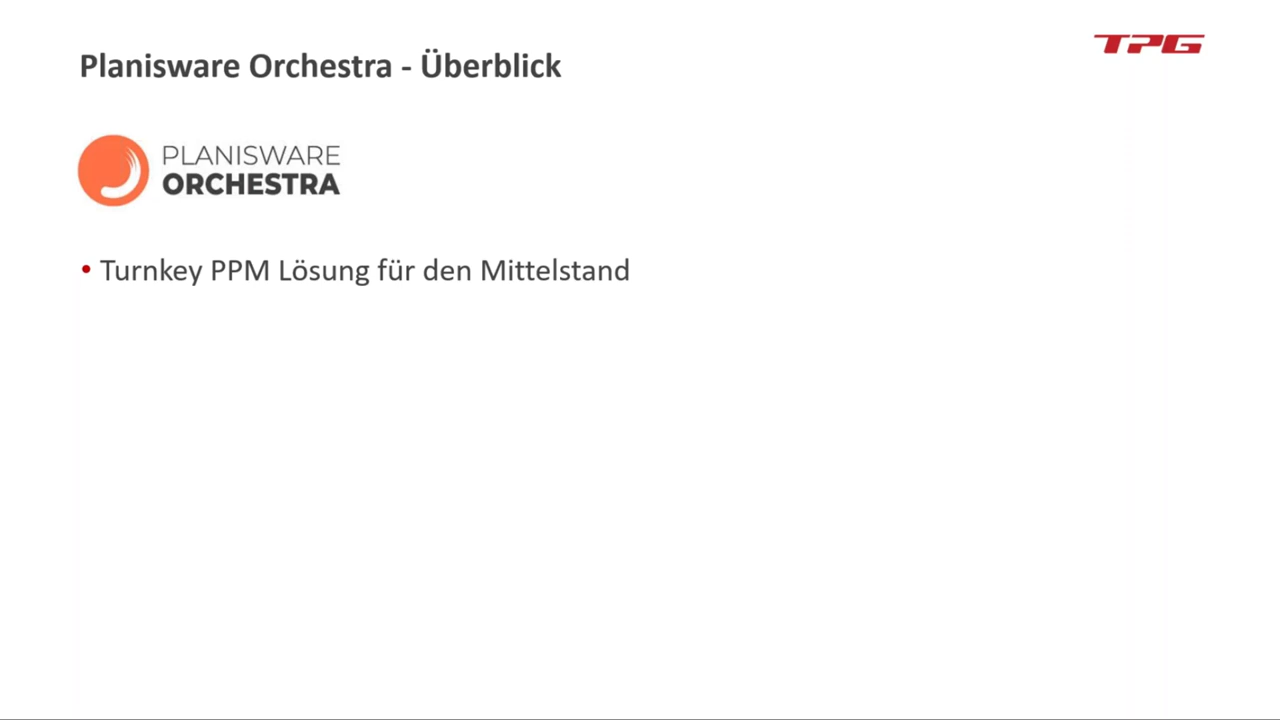 TPG
Planisware Orchestra - Überblick
PLANISWARE
ORCHESTRA
• Turnkey PPM Lösung für den Mittelstand